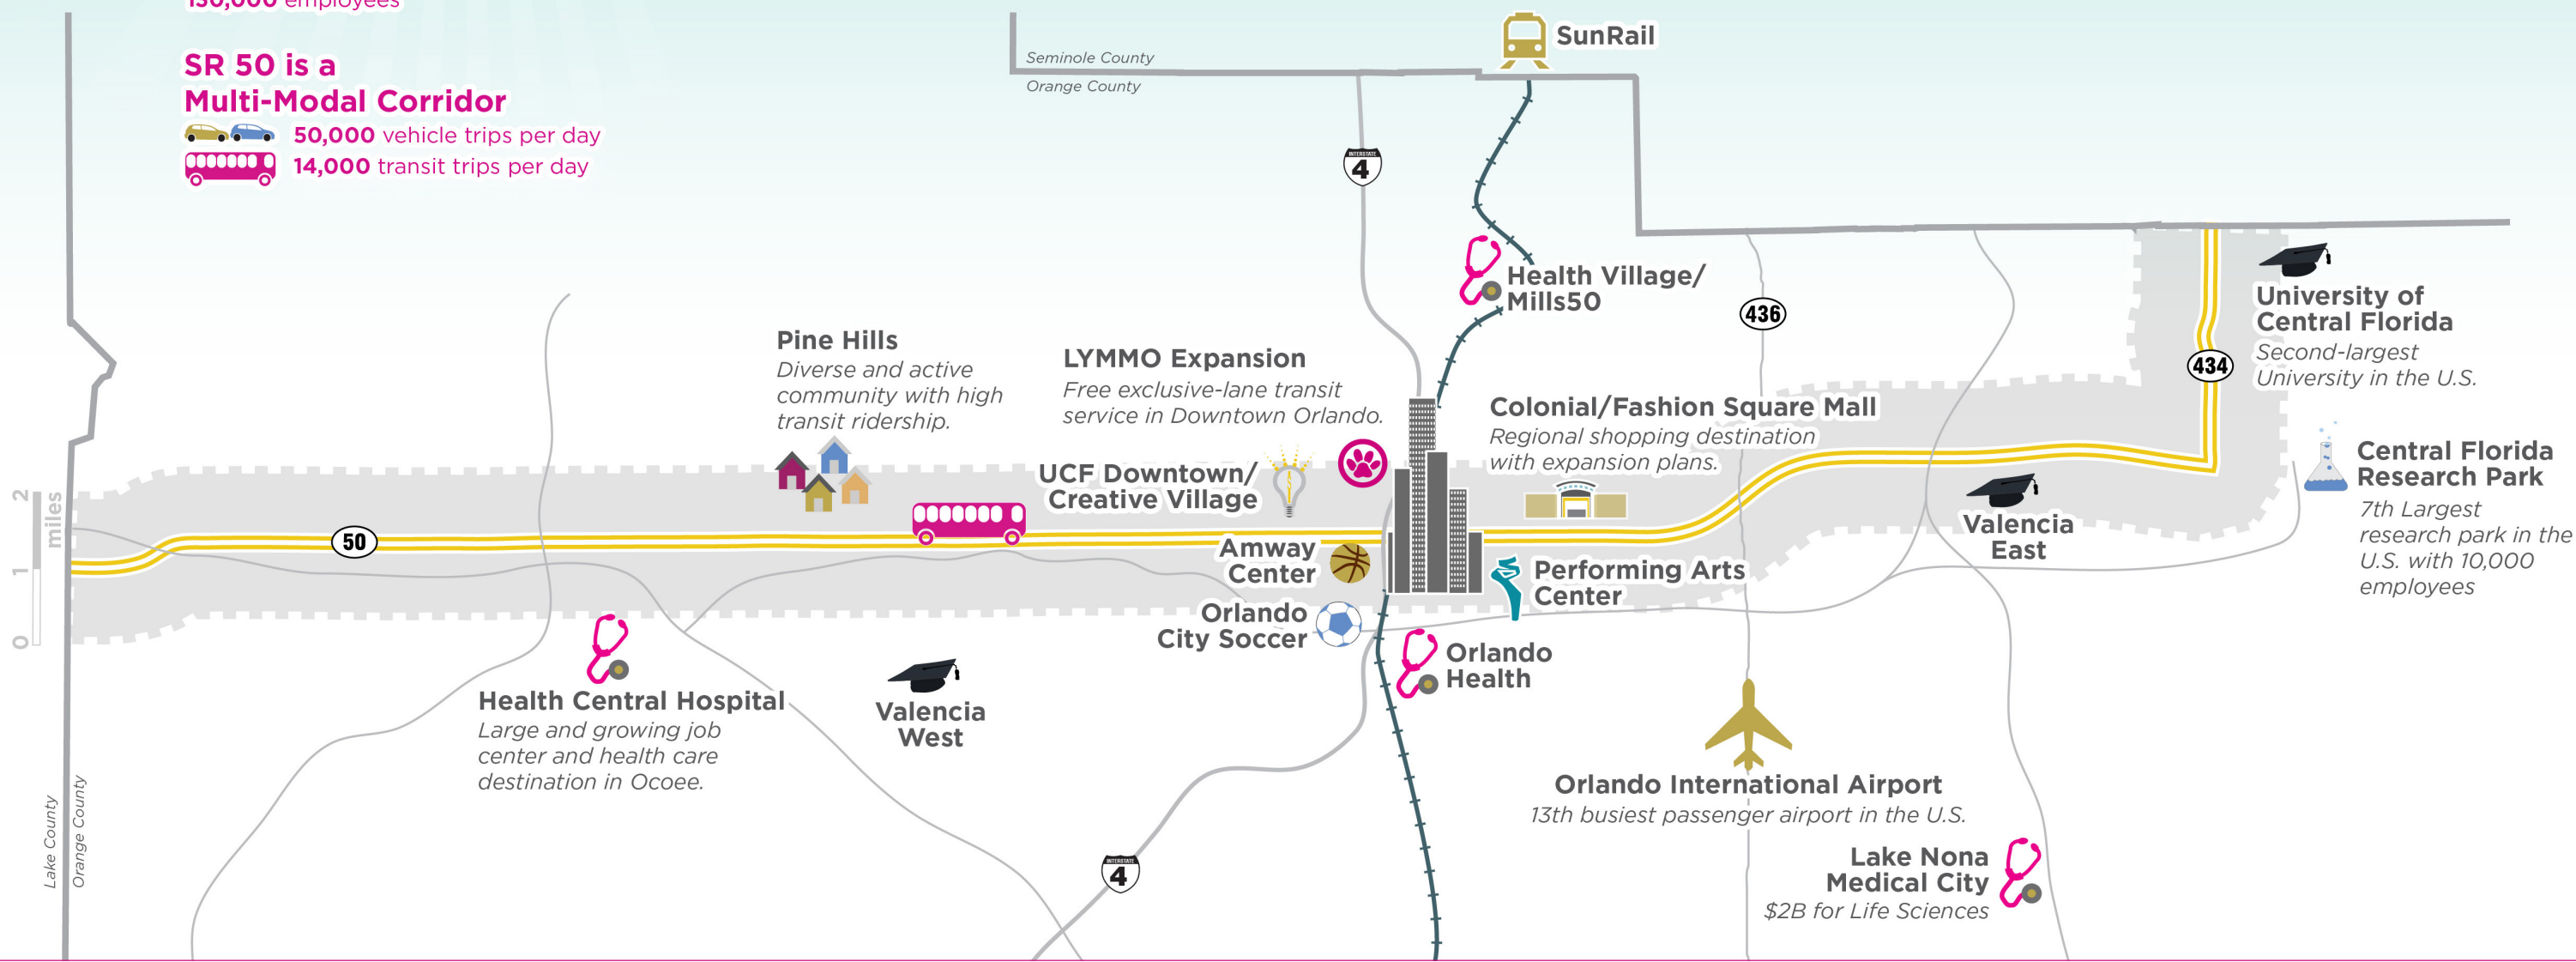 130,000 employees
SR 50 is a
Multi-Modal Corridor
50,000 vehicle trips per day
14,000 transit trips per day
Seminole County
Orange County
SunRail
INTERSTATE
4
Health Village/
Mills50
436
434
University of
Central Florida
Second-largest
University in the U.S.
Pine Hills
Diverse and active
community with high
transit ridership.
LYMMO Expansion
Free exclusive-lane transit
service in Downtown Orlando.
Colonial/Fashion Square Mall
Regional shopping destination
with expansion plans.
UCF Downtown/
Creative Village
Central Florida
Research Park
7th Largest
research park in the
U.S. with 10,000
employees
2
1
0
miles
50
Valencia
East
Amway
Center
Performing Arts
Center
Orlando
City Soccer
Orlando
Health
Health Central Hospital
Large and growing job
center and health care
destination in Ocoee.
Valencia
West
Orlando International Airport
13th busiest passenger airport in the U.S.
Lake County
Orange County
INTERSTATE
4
Lake Nona
Medical City
$2B for Life Sciences